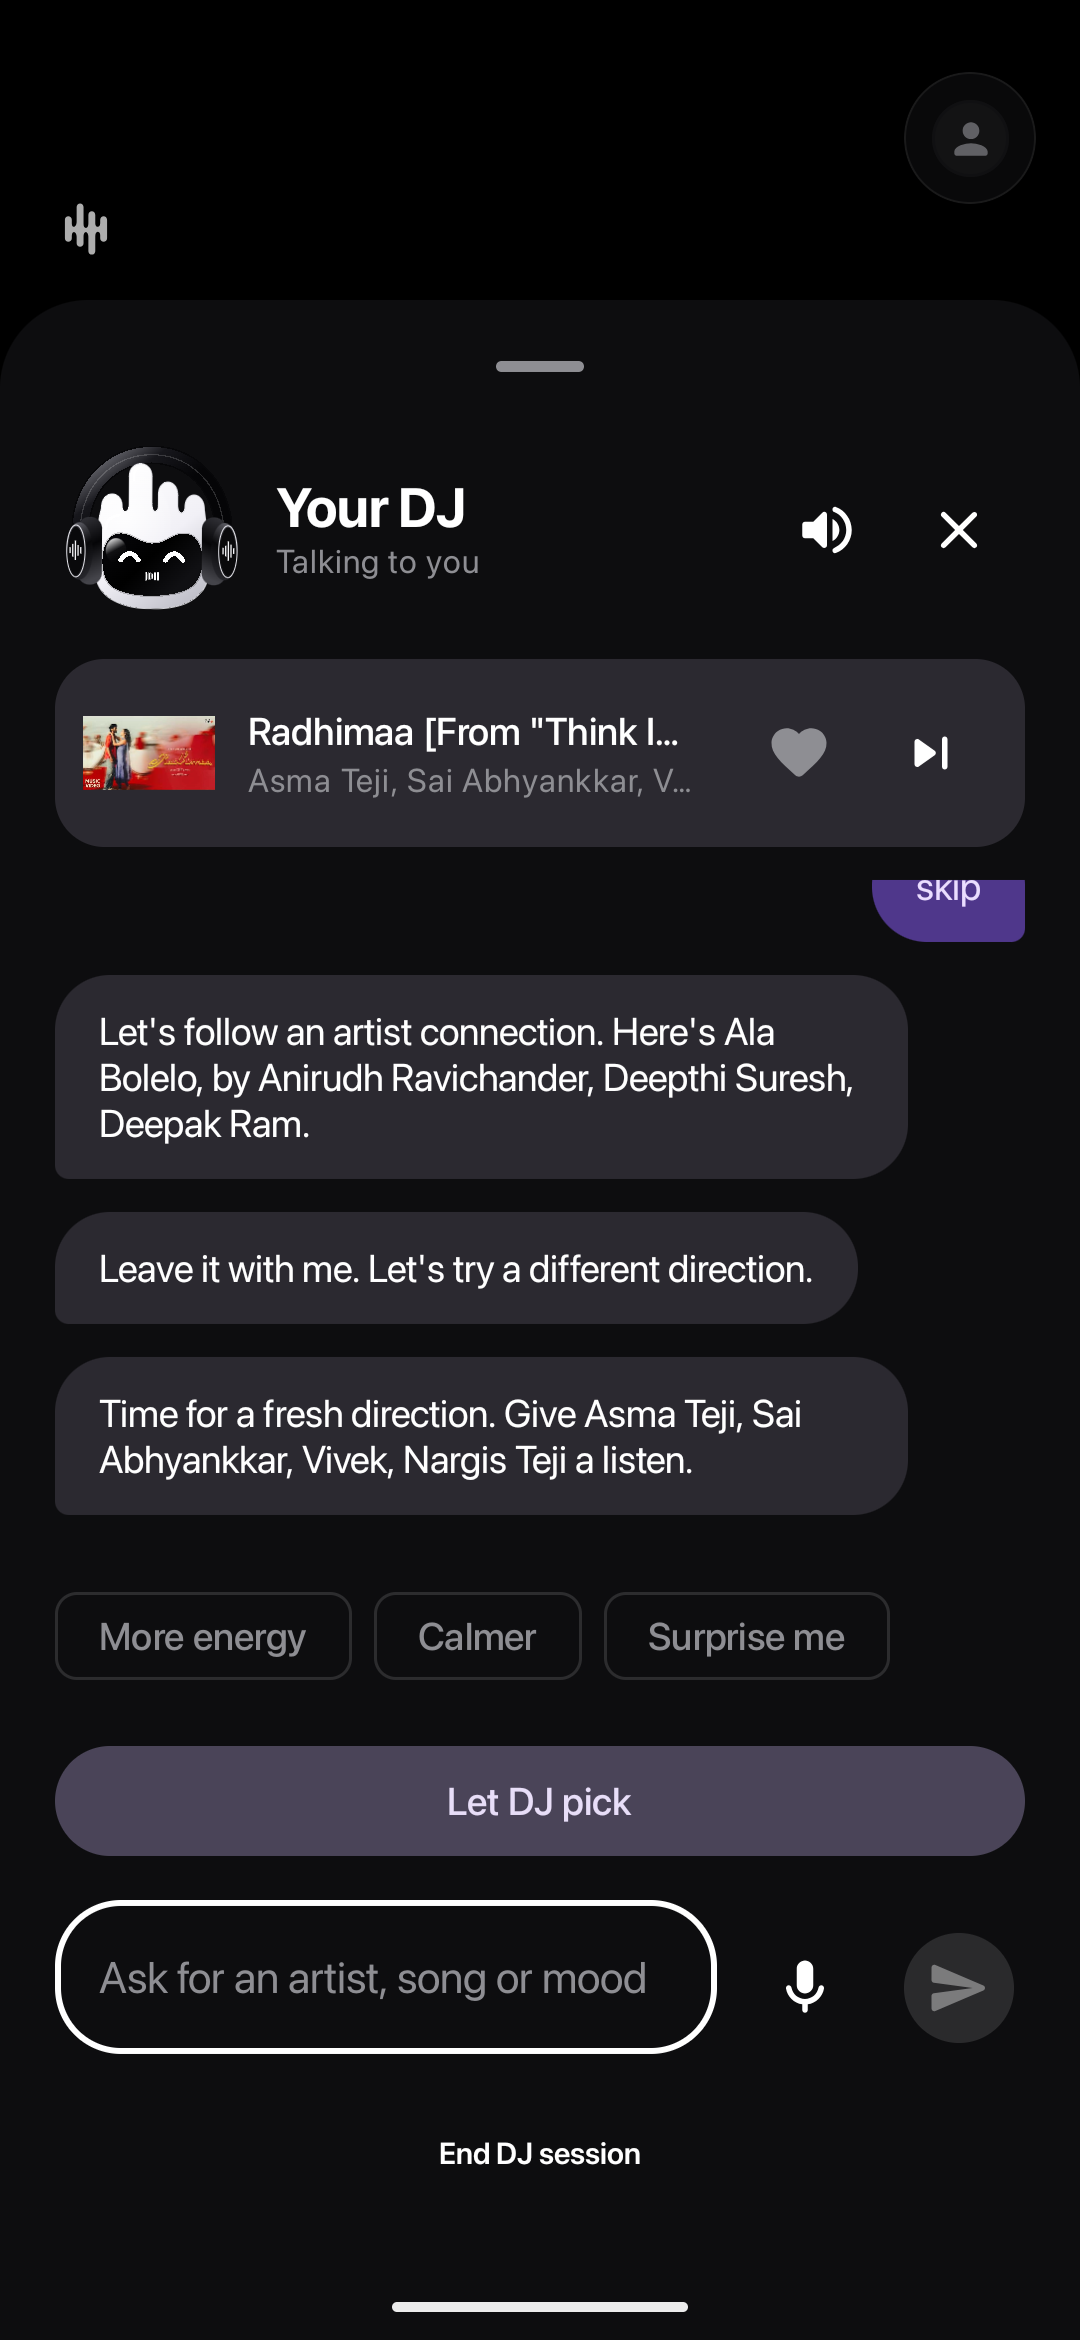 Your DJ
Talking to you
Radhimaa [From "Think I...
Asma Teji, Sai Abhyankkar, V...
MUSIC
VIDEO
skip
Let's follow an artist connection. Here's Ala
Bolelo, by Anirudh Ravichander, Deepthi Suresh,
Deepak Ram.
Leave it with me. Let's try a different direction.
Time for a fresh direction. Give Asma Teji, Sai
Abhyankkar, Vivek, Nargis Teji a listen.
More energy
Calmer
Surprise me
Let DJ pick
Ask for an artist, song or mood
End DJ session